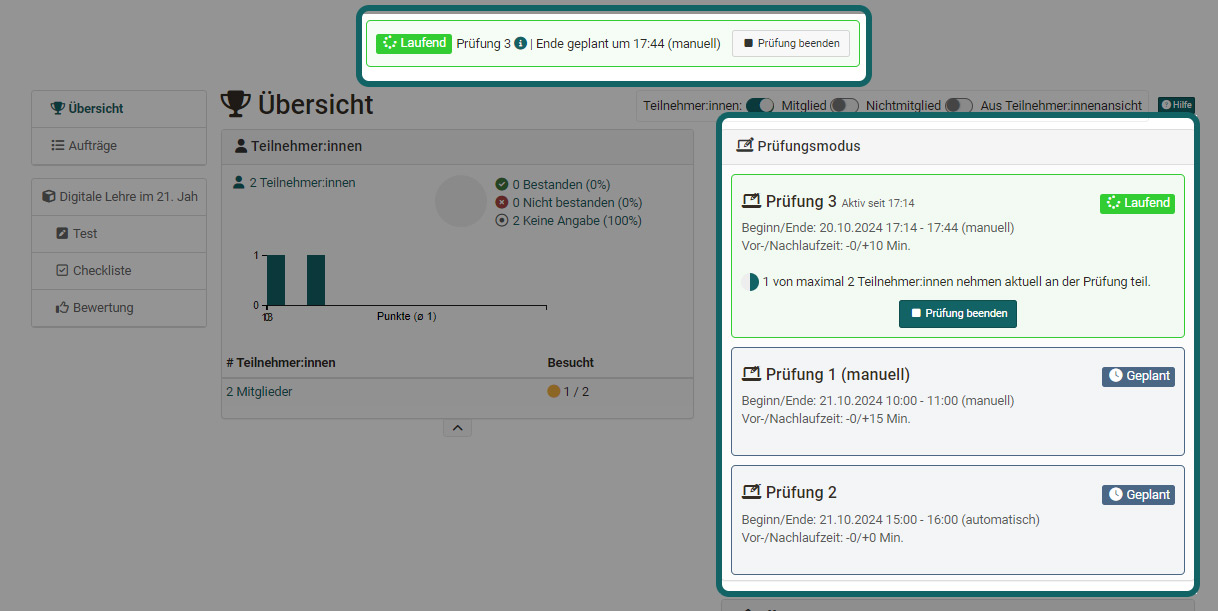 Laufend Prüfung 3 | Ende geplant um 17:44 (manuell) Prüfung beenden
Übersicht
Aufträge
Digitale Lehre im 21. Jah
Test
Checkliste
Bewertung
Übersicht
Teilnehmer:innen: Mitglied Nichtmitglied Aus Teilnehmer:innenansicht
Hilfe
Teilnehmer:innen
2 Teilnehmer:innen
0 Bestanden (0%)
0 Nicht bestanden (0%)
2 Keine Angabe (100%)
1
0
Punkte (ø 1)
# Teilnehmer:innen Besucht
2 Mitglieder 1 / 2
Prüfungsmodus
Prüfung 3 Aktiv seit 17:14 Laufend
Beginn/Ende: 20.10.2024 17:14 - 17:44 (manuell)
Vor-/Nachlaufzeit: -0/+10 Min.
1 von maximal 2 Teilnehmer:innen nehmen aktuell an der Prüfung teil.
Prüfung beenden
Prüfung 1 (manuell) Geplant
Beginn/Ende: 21.10.2024 10:00 - 11:00 (manuell)
Vor-/Nachlaufzeit: -0/+15 Min.
Prüfung 2 Geplant
Beginn/Ende: 21.10.2024 15:00 - 16:00 (automatisch)
Vor-/Nachlaufzeit: -0/+0 Min.